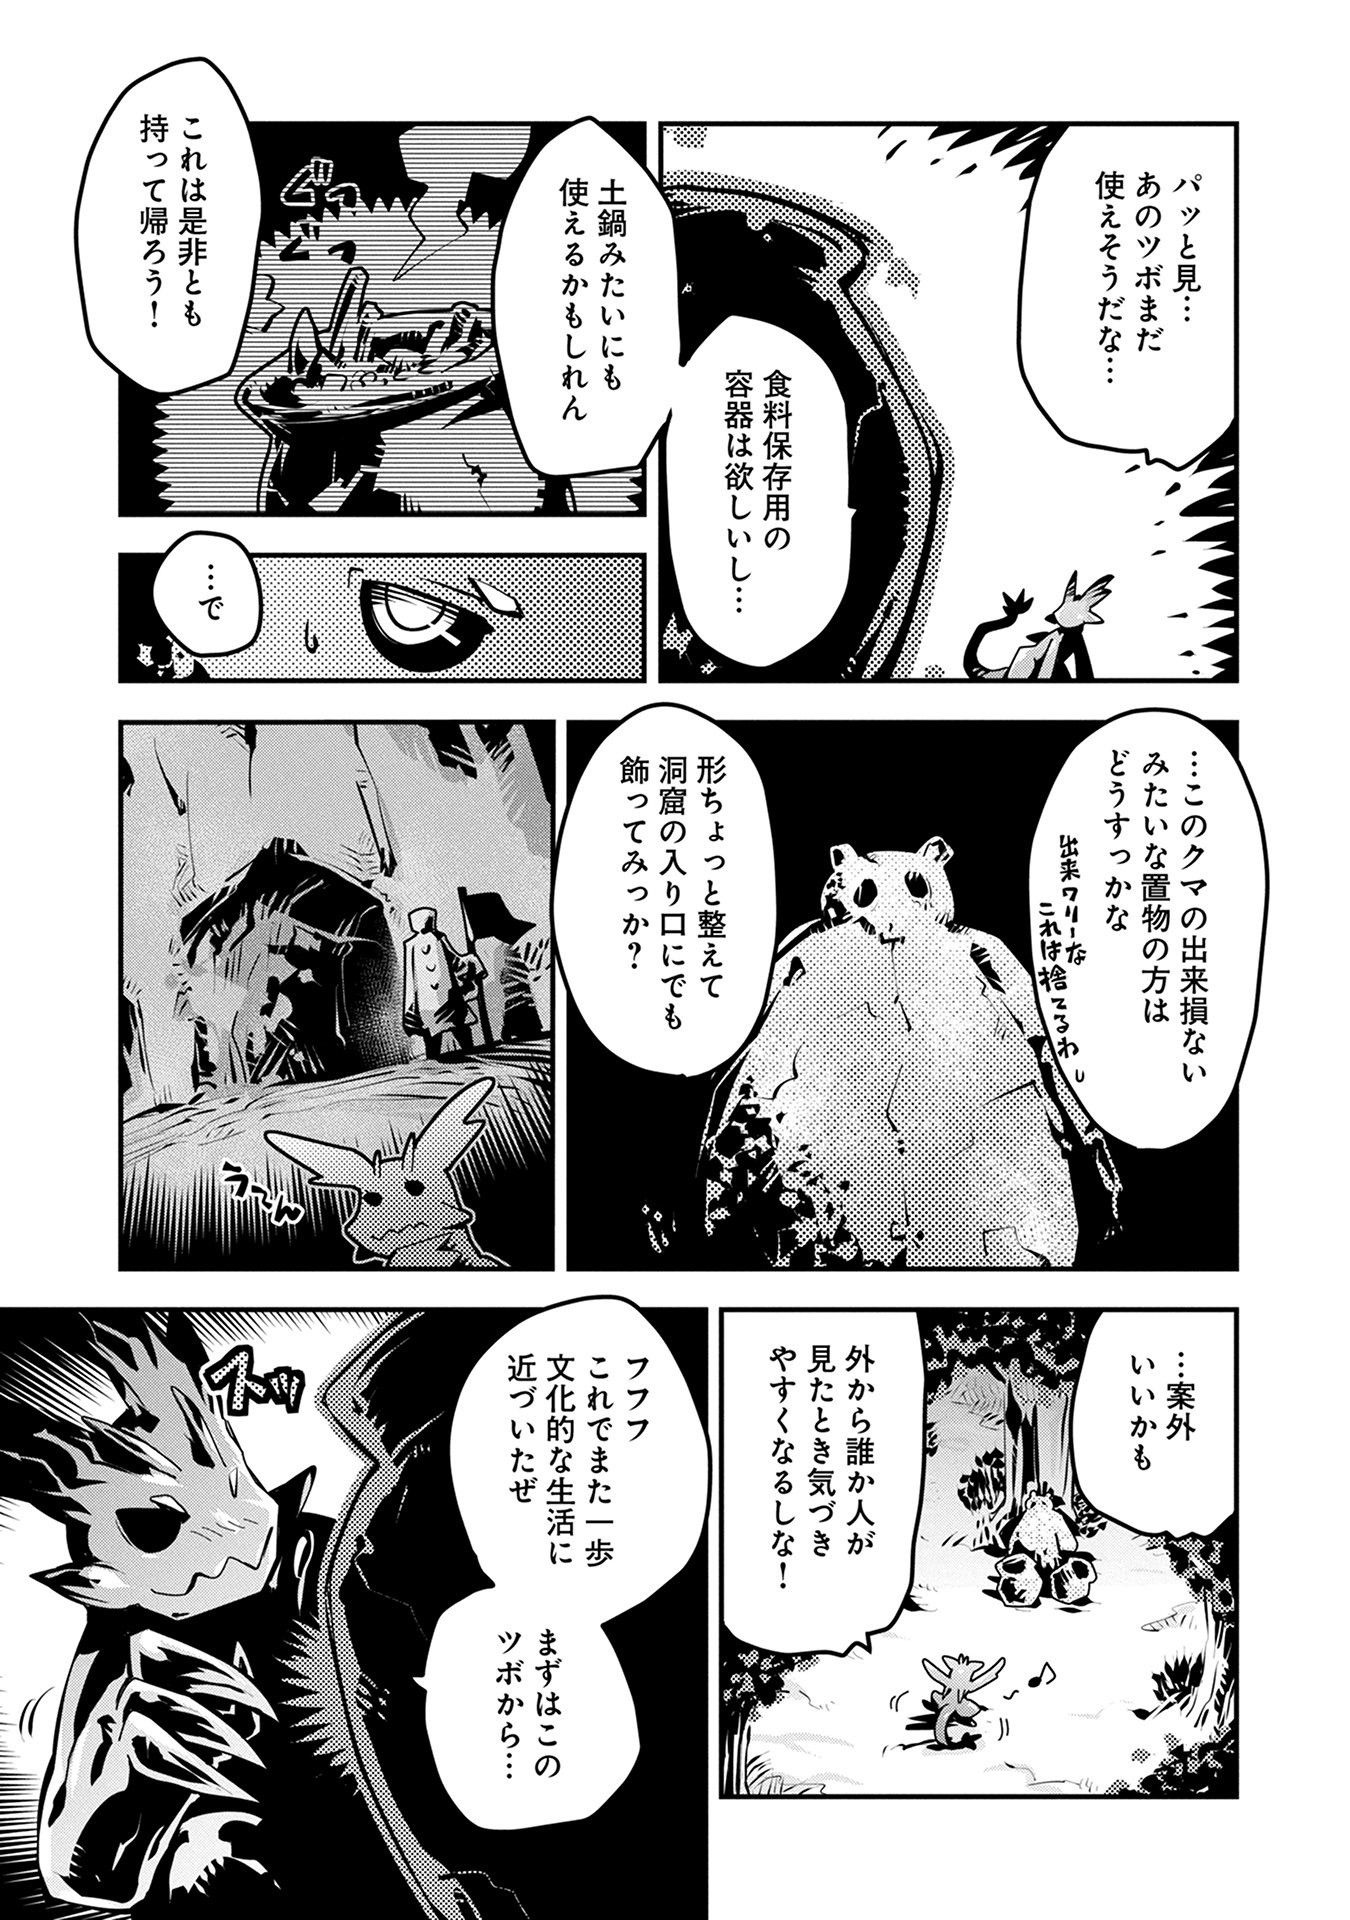 パッと見…
あのツボまだ
使えそうだな…
食料保存用の
容器は欲しいし…
土鍋みたいにも
使えるかもしれん
グッ
グツ
これは是非とも
持って帰ろう！
…で
…このクマの出来損ない
みたいな置物の方は
どうすっかな
出来ワリーな
これは捨てるわ
形ちょっと整えて
洞窟の入り口にでも
飾ってみっか？
うーん
…案外
いいかも
外から誰か人が
見たとき気づき
やすくなるしな！
フフフ
これでまた一歩
文化的な生活に
近づいたぜ
まずはこの
ツボから…
スッ